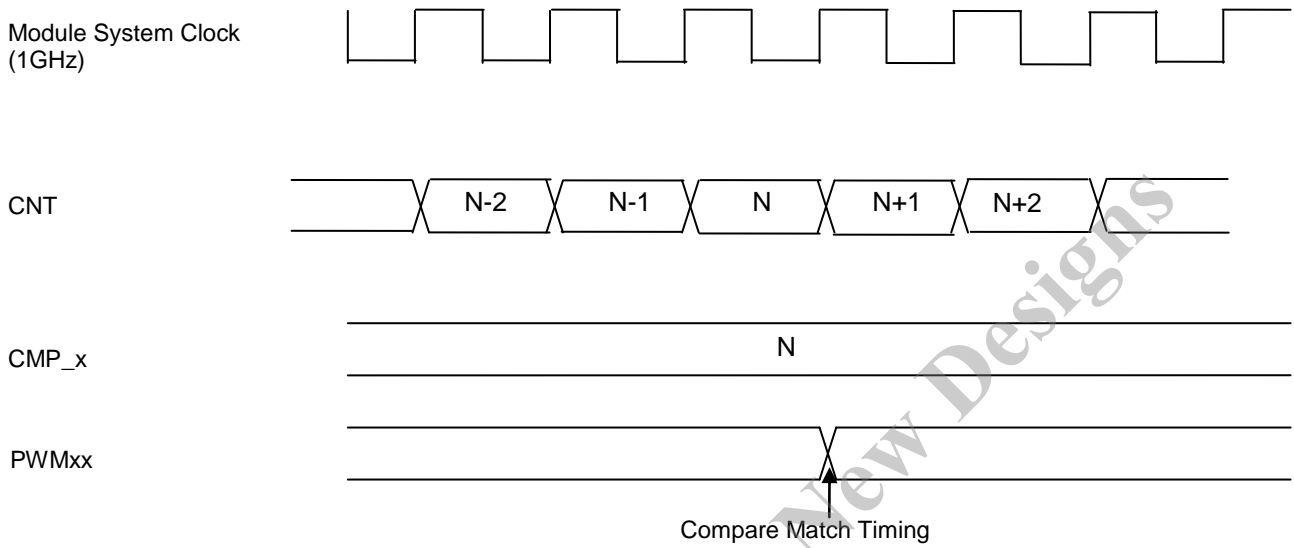 Module System Clock
(1GHz)
CNT
N-2 N-1 N N+1 N+2
CMP_x
N
PWMxx
Compare Match Timing
New Designs